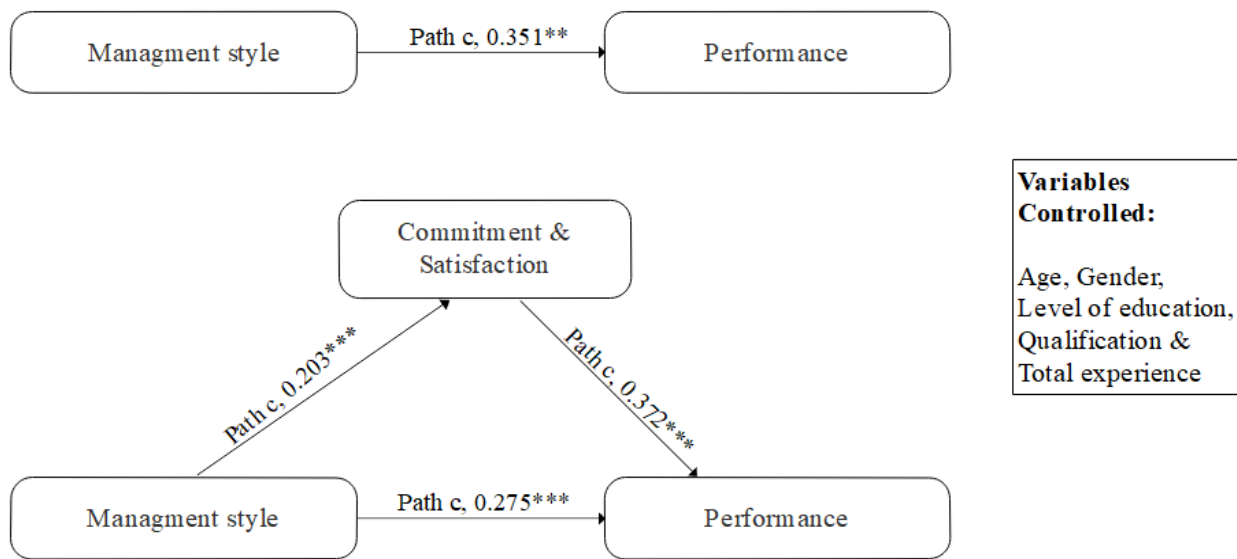 Managment style
Path c, 0.351**
Performance
Variables
Controlled:
Age, Gender,
Level of education,
Qualification &
Total experience
Commitment &
Satisfaction
Path c, 0.203***
Path c, 0.372***
Managment style
Path c, 0.275***
Performance